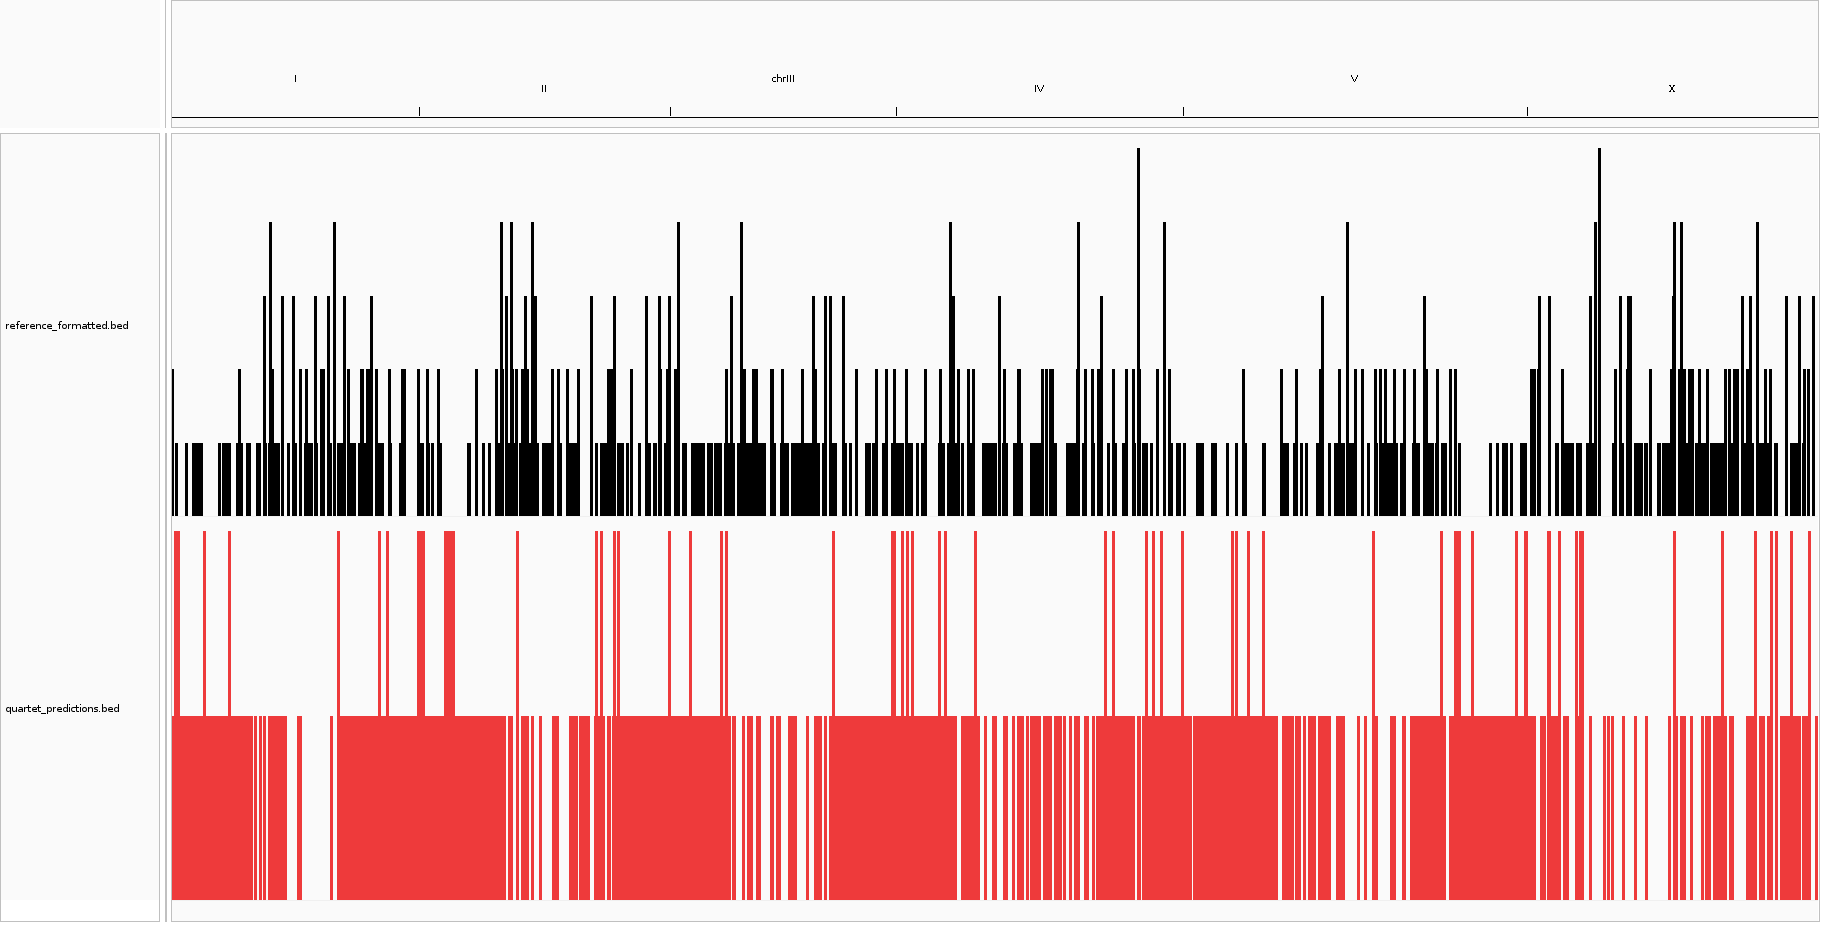 I
II
chrIII
IV
V
X
reference_formatted.bed
quartet_predictions.bed